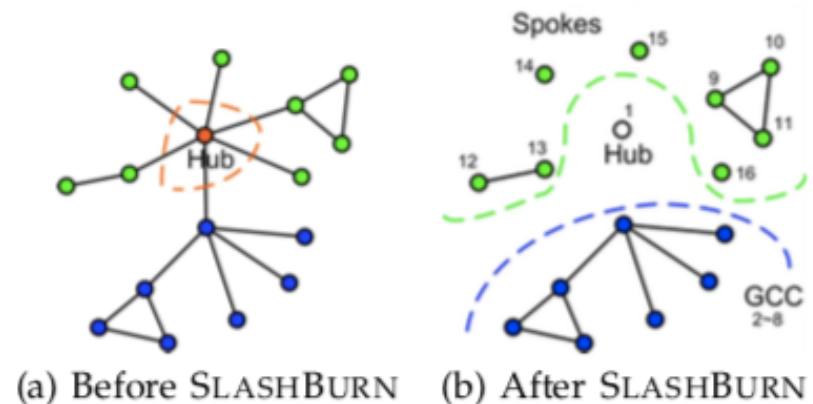 Hub
(a) Before SLASHBURN
Spokes
15
10
14
9
1
Hub
11
13
12
16
GCC
2~8
(b) After SLASHBURN